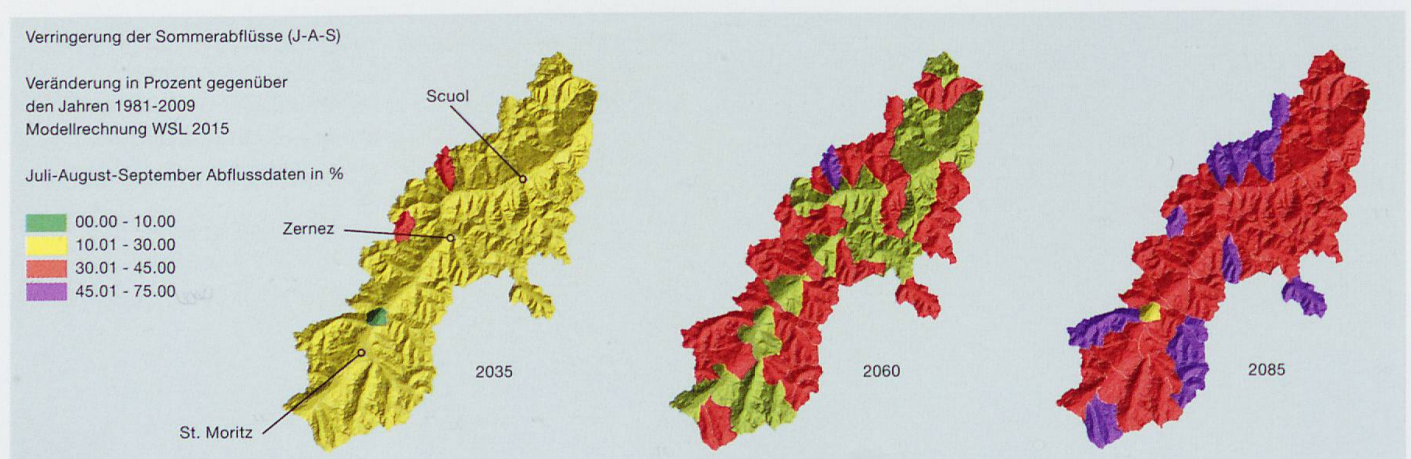 Verringerung der Sommerabflüsse (J-A-S)
Veränderung in Prozent gegenüber
den Jahren 1981-2009
Modellrechnung WSL 2015
Juli-August-September Abflussdaten in %
00.00 - 10.00
10.01 - 30.00
30.01 - 45.00
45.01 - 75.00
Scuol
Zernez
St. Moritz
2035
2060
2085